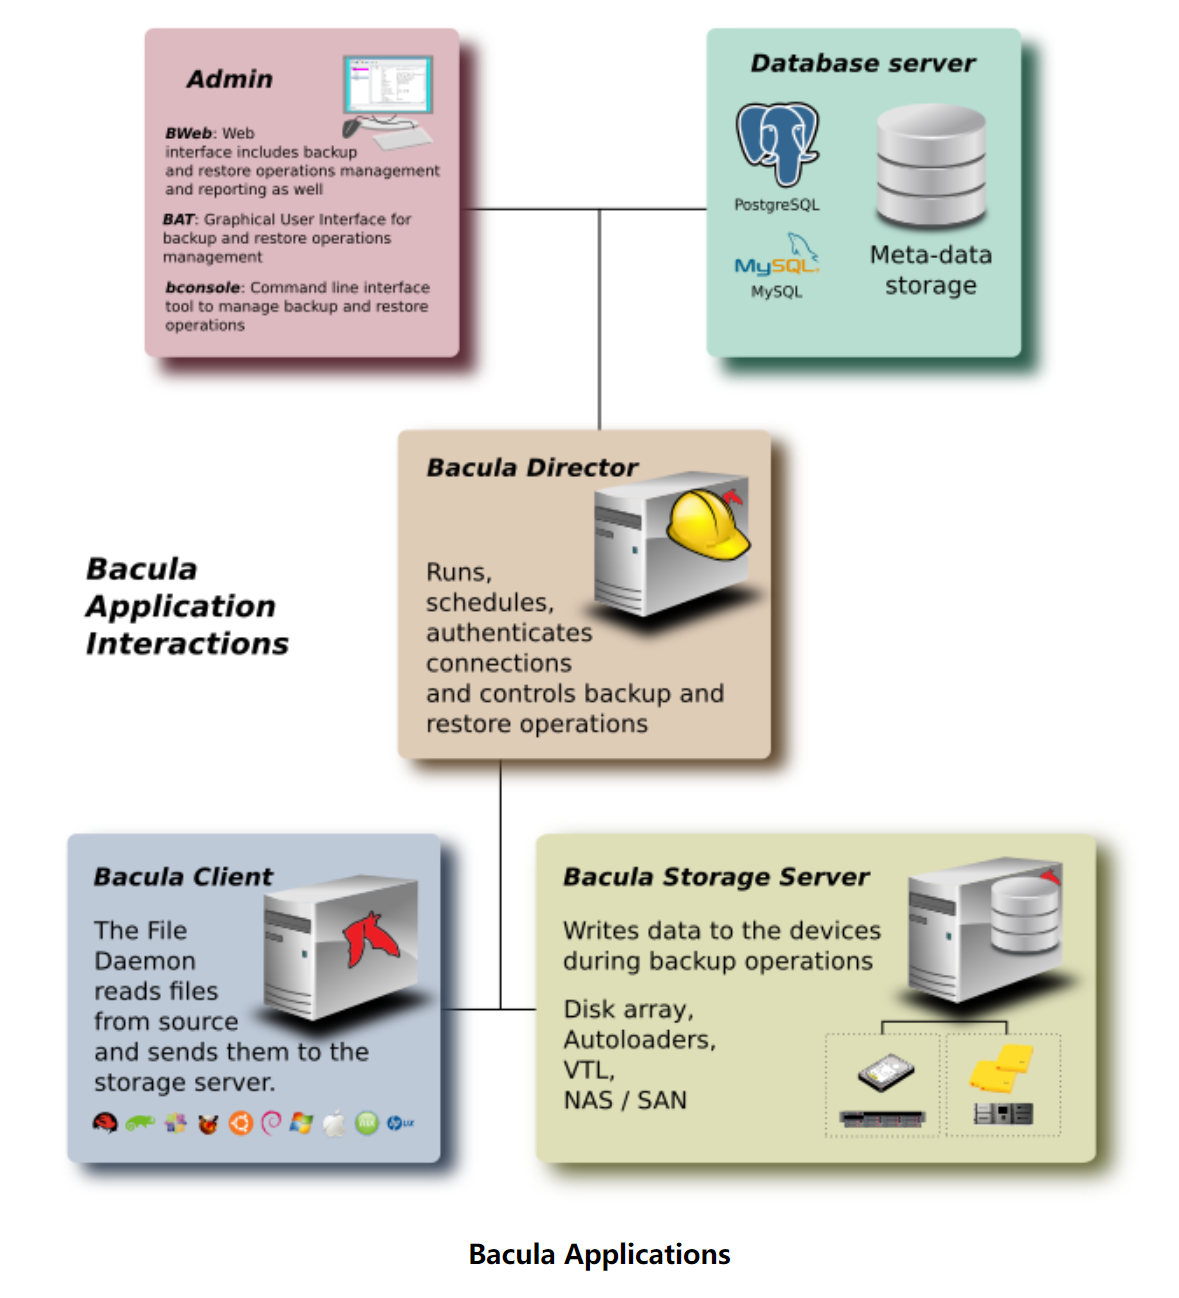 Admin
BWeb: Web
interface includes backup
and restore operations management
and reporting as well
BAT: Graphical User Interface for
backup and restore operations
management
bconsole: Command line interface
tool to manage backup and restore
operations
Database server
PostgreSQL
MySQL
MySQL
Meta-data
storage
Bacula Director
Runs,
schedules,
authenticates
connections
and controls backup and
restore operations
Bacula
Application
Interactions
Bacula Client
The File
Daemon
reads files
from source
and sends them to the
storage server.
Bacula Storage Server
Writes data to the devices
during backup operations
Disk array,
Autoloaders,
VTL,
NAS / SAN
Bacula Applications